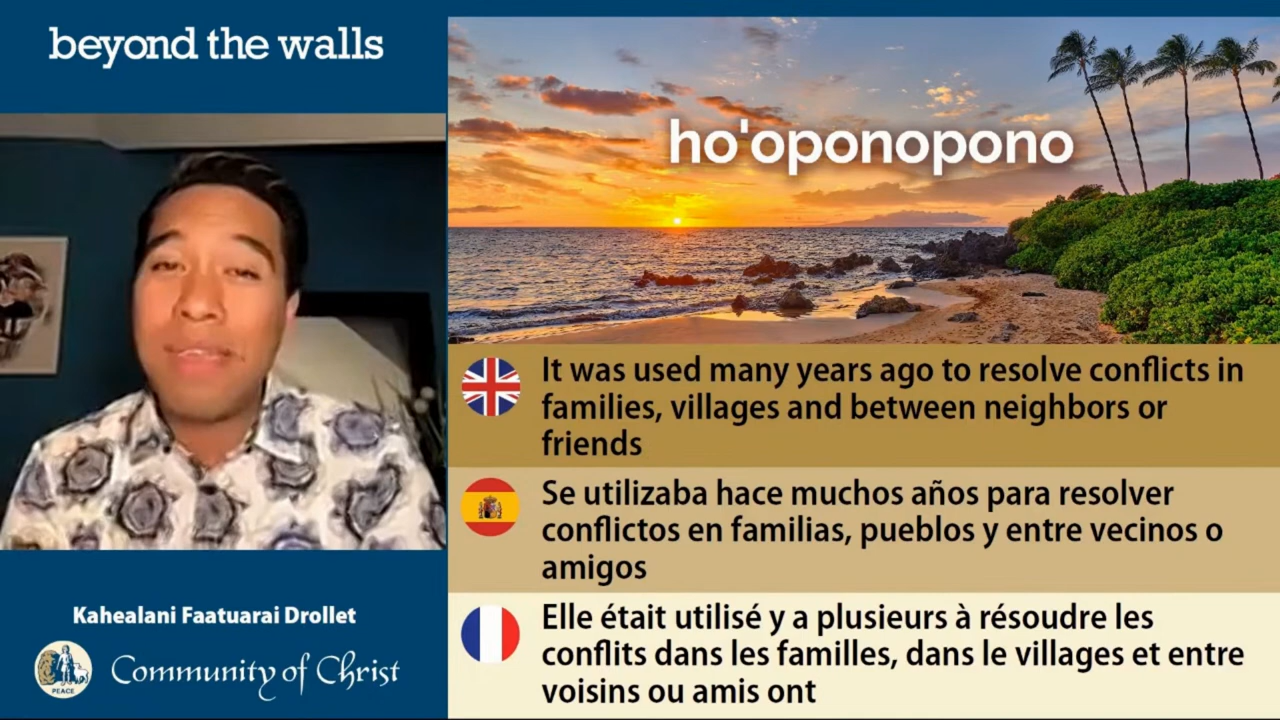 beyond the walls
ho'oponopono
It was used many years ago to resolve conflicts in
families, villages and between neighbors or
friends
Se utilizaba hace muchos años para resolver
conflictos en familias, pueblos y entre vecinos o
amigos
Elle était utilisé y a plusieurs à résoudre les
conflits dans les familles, dans le villages et entre
voisins ou amis ont
Kahealani Faatuarai Drollet
PEACE
Community of Christ